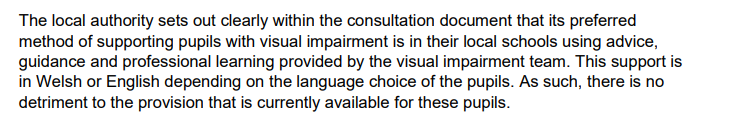 The local authority sets out clearly within the consultation document that its preferred
method of supporting pupils with visual impairment is in their local schools using advice,
guidance and professional learning provided by the visual impairment team. This support is
in Welsh or English depending on the language choice of the pupils. As such, there is no
detriment to the provision that is currently available for these pupils.